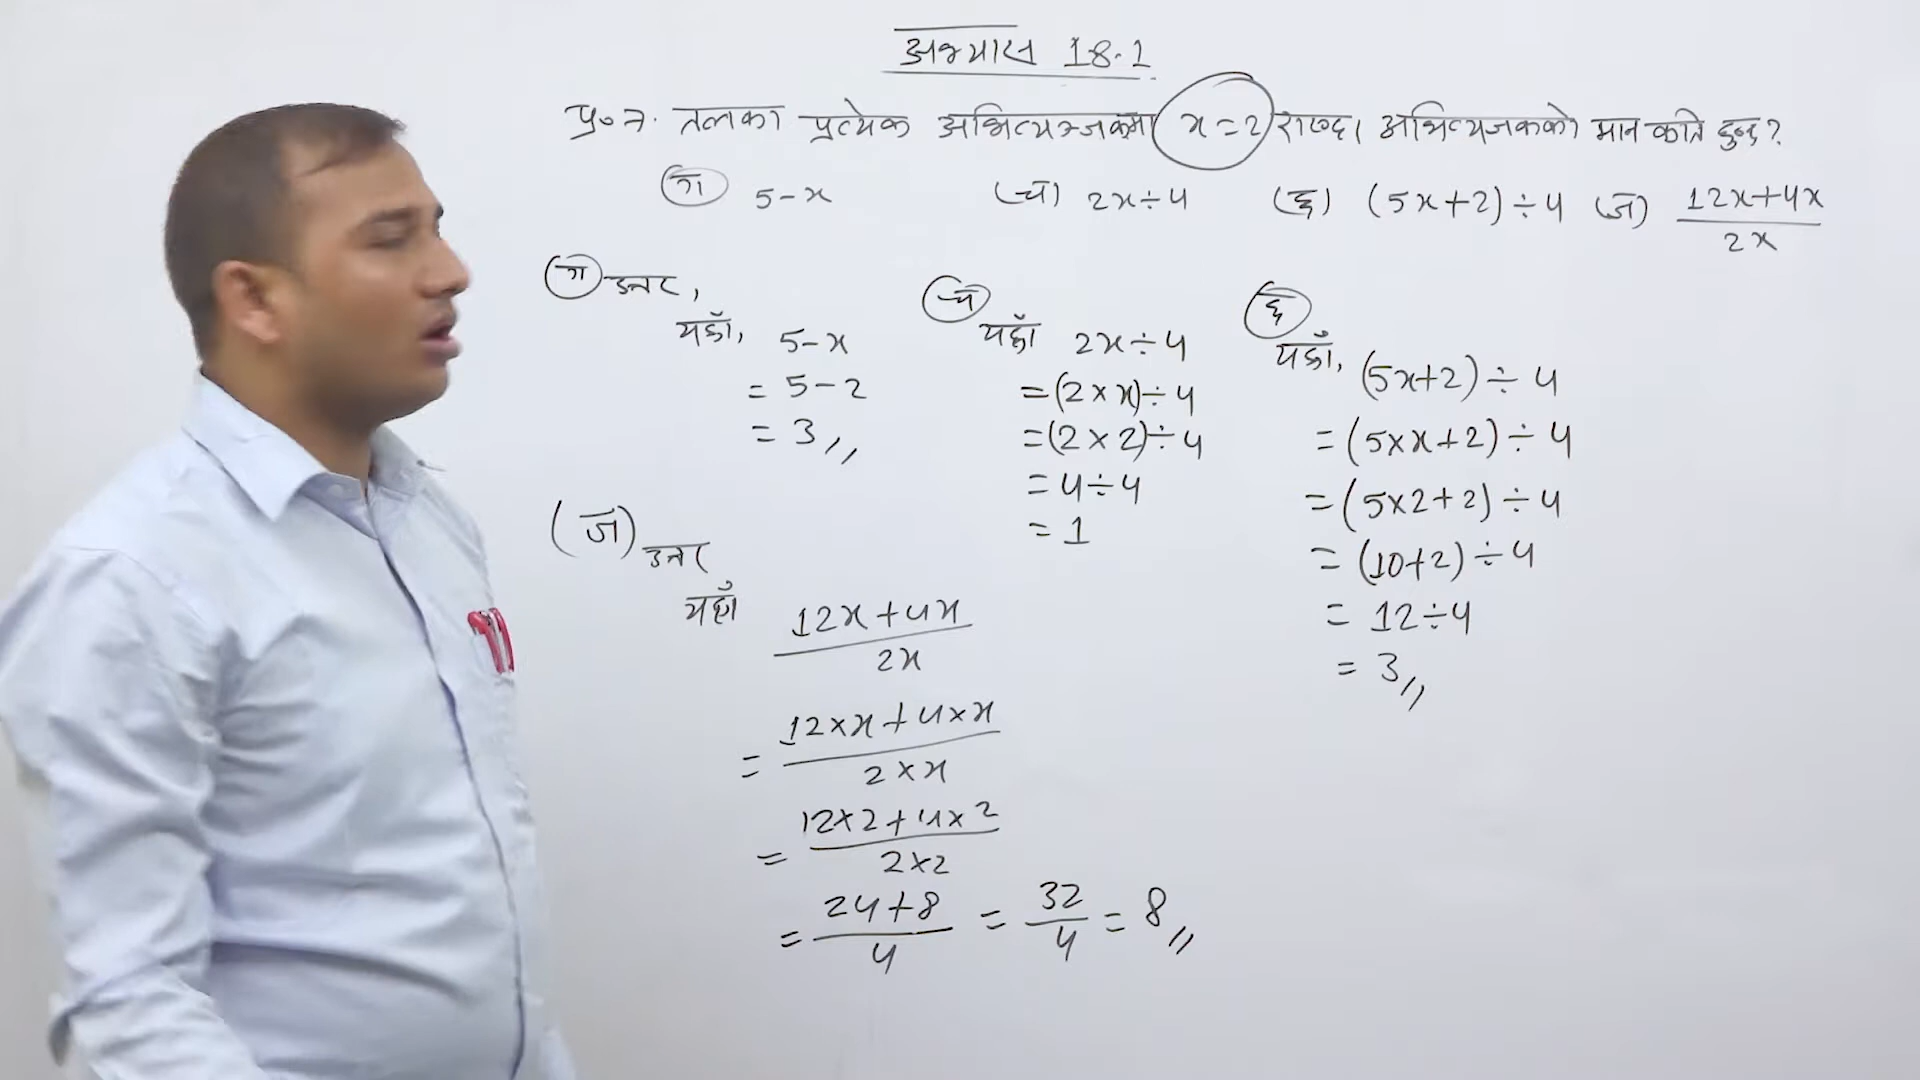 अभ्यास 18.1
प्र० 7. तलका प्रत्येक अभिव्यञ्जकमा x = 2 राख्दा अभिव्यंजकको मान कति हुन्छ?
ग 5-x (च) 2x÷4 (छ) (5x+2)÷4 (ज) 12x+4x / 2x
ग उत्तर,
यहाँ, 5-x
= 5-2
= 3,,
च
यहाँ 2x÷4
=(2×x)÷4
=(2×2)÷4
= 4÷4
= 1
छ
यहाँ, (5x+2)÷4
=(5×x+2)÷4
=(5×2+2)÷4
= (10+2)÷4
= 12÷4
= 3,,
(ज) उत्तर
यहाँ 12x+4x / 2x
= 12×x+4×x / 2×x
= 12×2+4×2 / 2×2
= 24+8 / 4 = 32 / 4 = 8,,